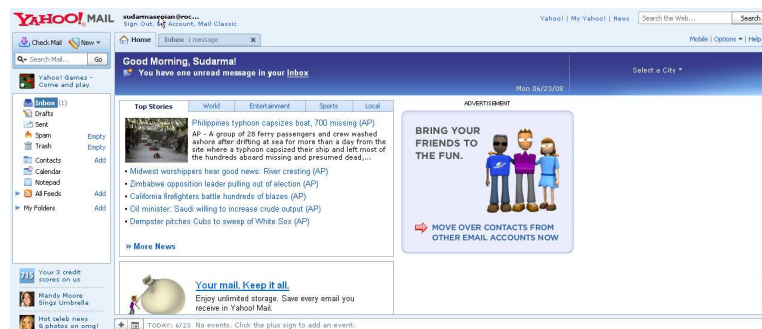 YAHOO! MAIL
sudarmasepian@roc...
Sign Out, My Account, Mail Classic
Yahoo! | My Yahoo! | News
Search the Web...
Search
Check Mail
New
Home
Inbox 1 message
x
Mobile | Options | Help
Search Mail...
Go
Good Morning, Sudarma!
You have one unread message in your Inbox
Select a City
Mon 06/23/08
Yahoo! Games -
Come and play
Inbox (1)
Drafts
Sent
Spam Empty
Trash Empty
Contacts Add
Calendar
Notepad
All Feeds Add
My Folders Add
Top Stories
World
Entertainment
Sports
Local
Philippines typhoon capsizes boat, 700 missing (AP)
AP - A group of 28 ferry passengers and crew washed
ashore after drifting at sea for more than a day from the
site where a typhoon capsized their ship and left most of
the hundreds aboard missing and presumed dead,...
• Midwest worshippers hear good news: River cresting (AP)
• Zimbabwe opposition leader pulling out of election (AP)
• California firefighters battle hundreds of blazes (AP)
• Oil minister: Saudi willing to increase crude output (AP)
• Dempster pitches Cubs to sweep of White Sox (AP)
» More News
ADVERTISEMENT
BRING YOUR
FRIENDS TO
THE FUN.
MOVE OVER CONTACTS FROM
OTHER EMAIL ACCOUNTS NOW
715
Your 3 credit
scores on us
Mandy Moore
Sings Umbrella
Hot celeb news
& photos on omg!
Your mail. Keep it all.
Enjoy unlimited storage. Save every email you
receive in Yahoo! Mail.
TODAY: 6/23 No events. Click the plus sign to add an event.